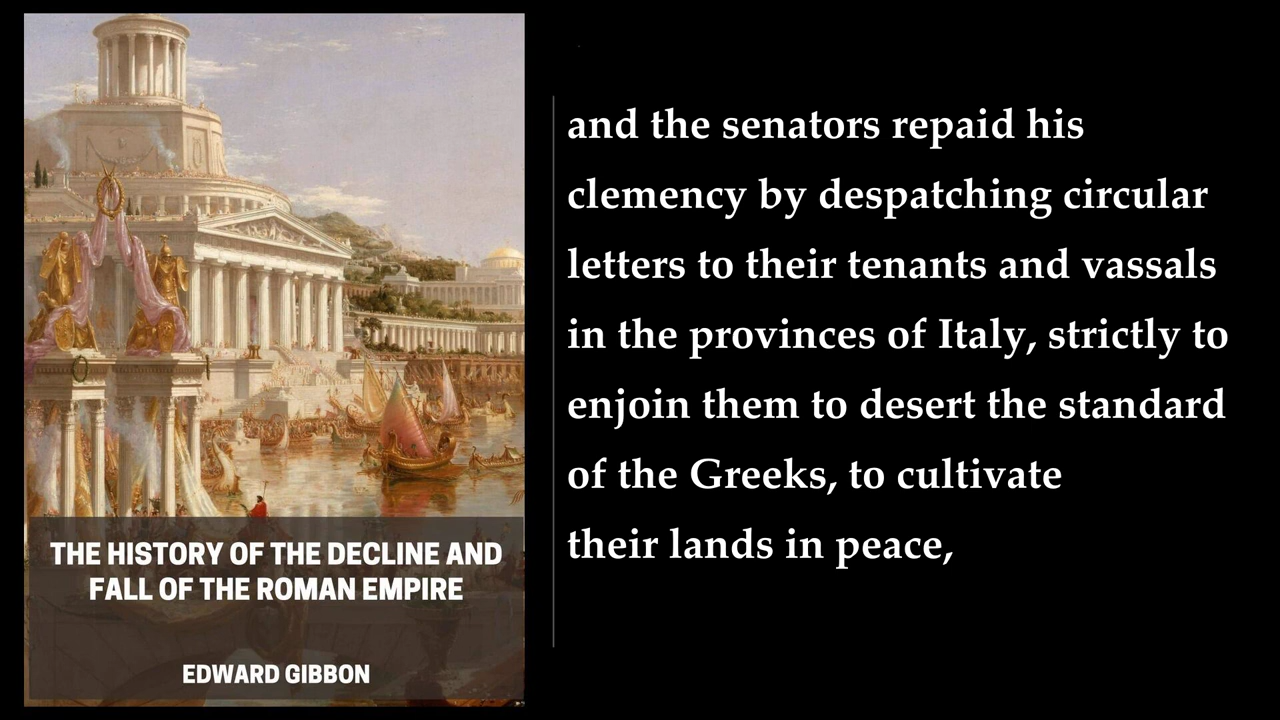 THE HISTORY OF THE DECLINE AND
FALL OF THE ROMAN EMPIRE
EDWARD GIBBON
and the senators repaid his
clemency by despatching circular
letters to their tenants and vassals
in the provinces of Italy, strictly to
enjoin them to desert the standard
of the Greeks, to cultivate
their lands in peace,